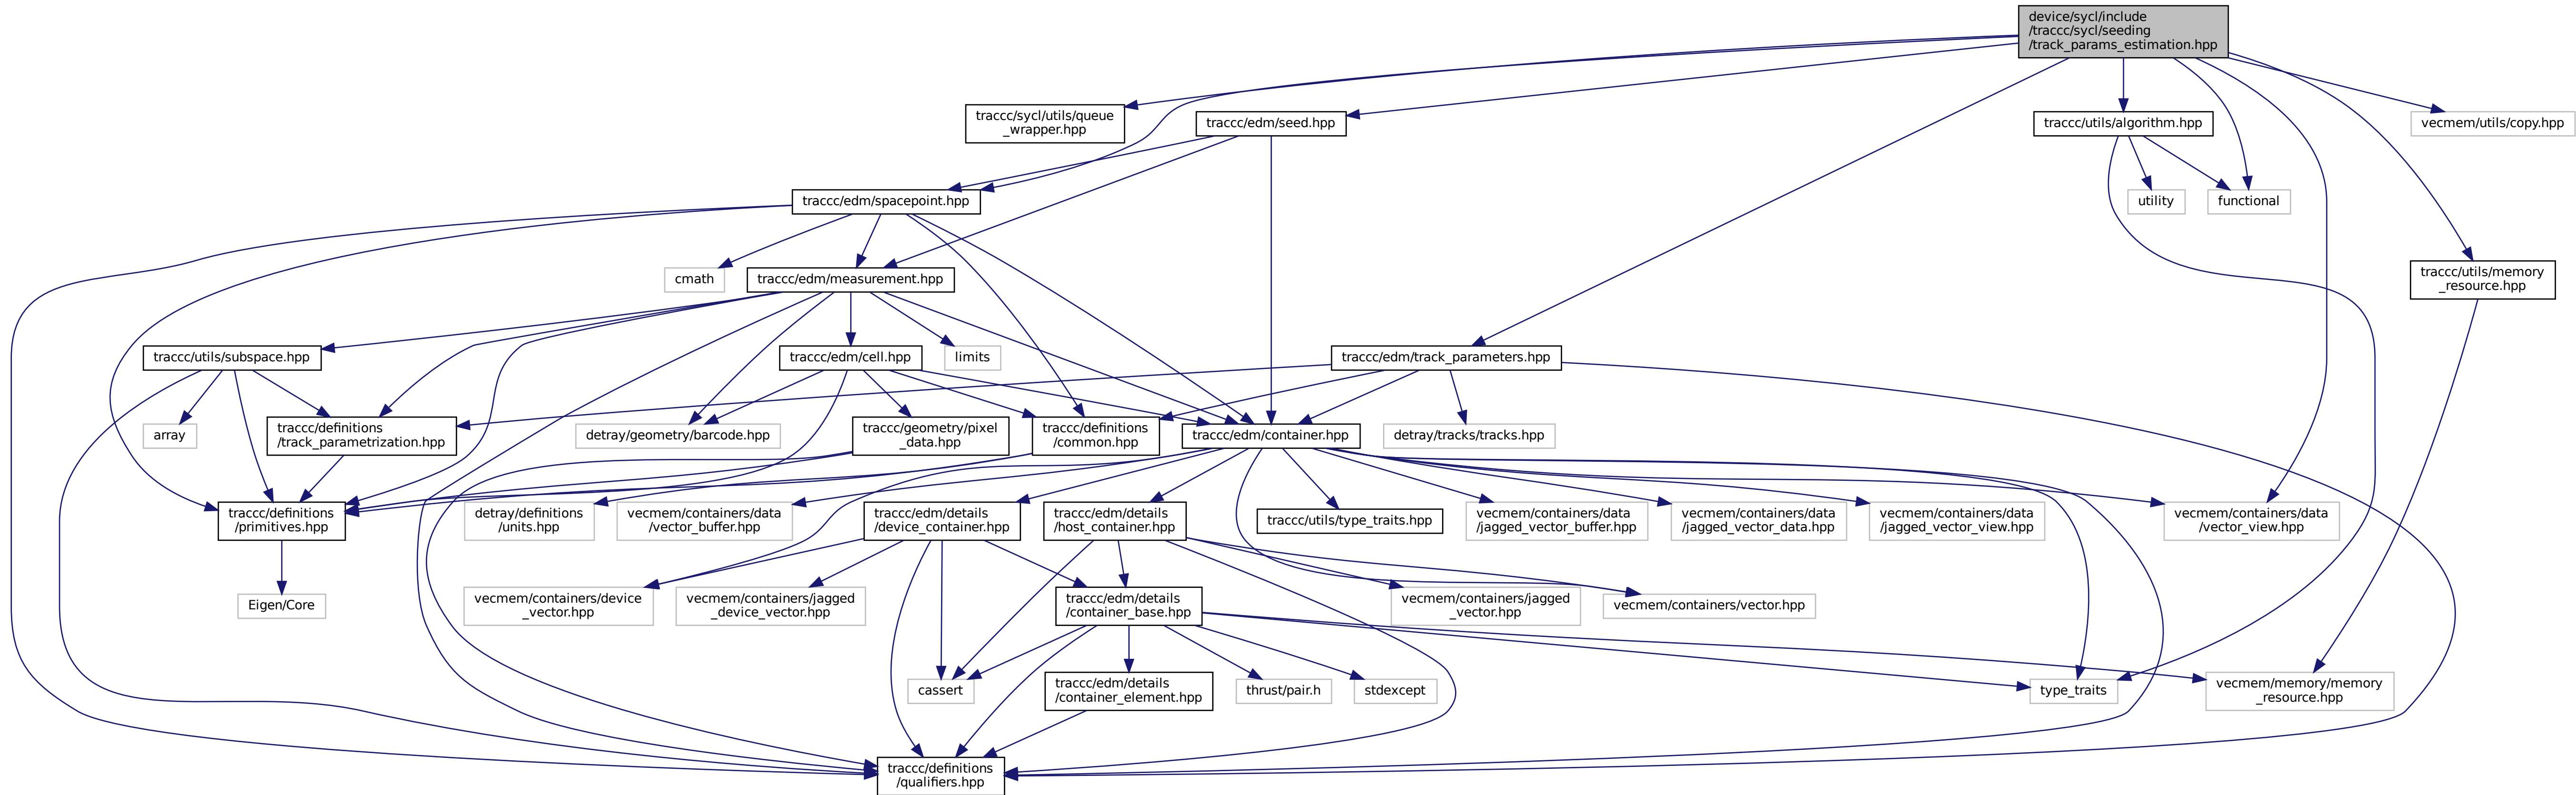 device/sycl/include
/traccc/sycl/seeding
/track_params_estimation.hpp
traccc/sycl/utils/queue
_wrapper.hpp
traccc/edm/seed.hpp
traccc/utils/algorithm.hpp
vecmem/utils/copy.hpp
traccc/edm/spacepoint.hpp
utility
functional
cmath
traccc/edm/measurement.hpp
traccc/utils/memory
_resource.hpp
traccc/utils/subspace.hpp
traccc/edm/cell.hpp
limits
traccc/edm/track_parameters.hpp
array
traccc/definitions
/track_parametrization.hpp
detray/geometry/barcode.hpp
traccc/geometry/pixel
_data.hpp
traccc/definitions
/common.hpp
traccc/edm/container.hpp
detray/tracks/tracks.hpp
traccc/definitions
/primitives.hpp
detray/definitions
/units.hpp
vecmem/containers/data
/vector_buffer.hpp
traccc/edm/details
/device_container.hpp
traccc/edm/details
/host_container.hpp
traccc/utils/type_traits.hpp
vecmem/containers/data
/jagged_vector_buffer.hpp
vecmem/containers/data
/jagged_vector_data.hpp
vecmem/containers/data
/jagged_vector_view.hpp
vecmem/containers/data
/vector_view.hpp
Eigen/Core
vecmem/containers/device
_vector.hpp
vecmem/containers/jagged
_device_vector.hpp
traccc/edm/details
/container_base.hpp
vecmem/containers/jagged
_vector.hpp
vecmem/containers/vector.hpp
cassert
traccc/edm/details
/container_element.hpp
thrust/pair.h
stdexcept
type_traits
vecmem/memory/memory
_resource.hpp
traccc/definitions
/qualifiers.hpp